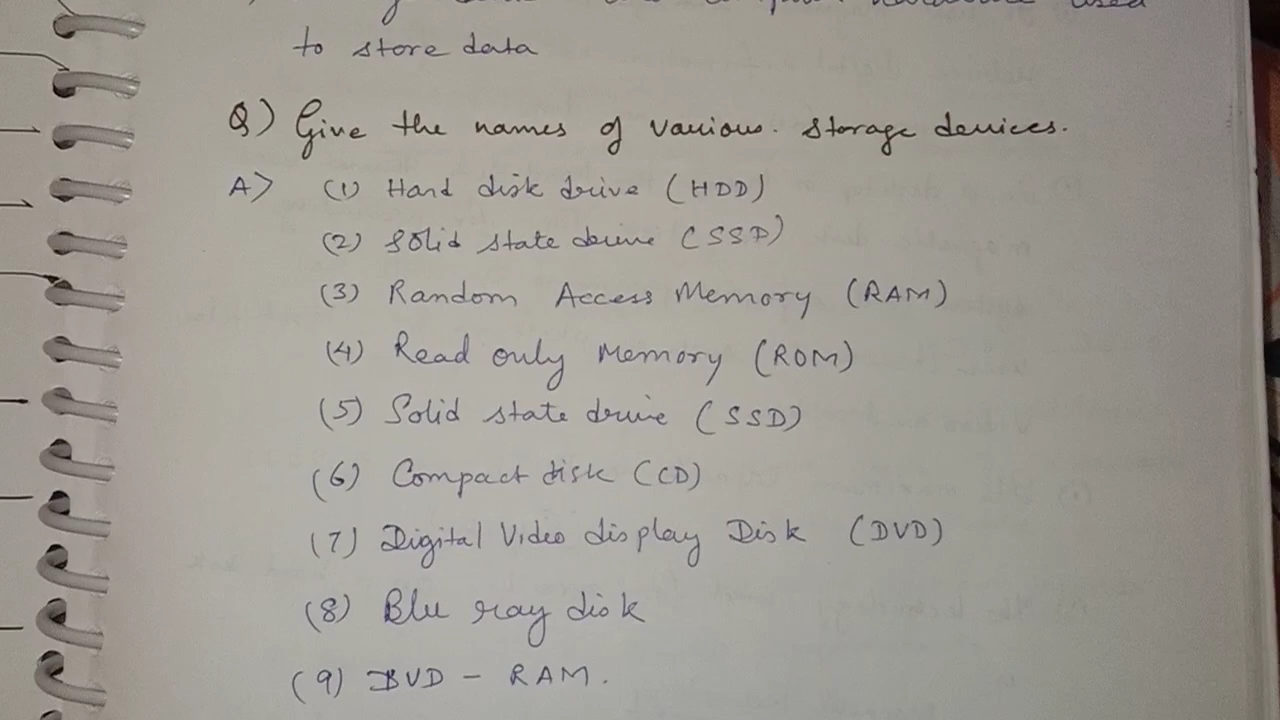 hardware used
to store data
Q) Give the names of various. storage devices.
A) (1) Hard disk drive (HDD)
(2) Solid state drive (SSD)
(3) Random Access Memory (RAM)
(4) Read only Memory (ROM)
(5) Solid state drive (SSD)
(6) Compact disk (CD)
(7) Digital Video display Disk (DVD)
(8) Blu ray disk
(9) DVD - RAM.